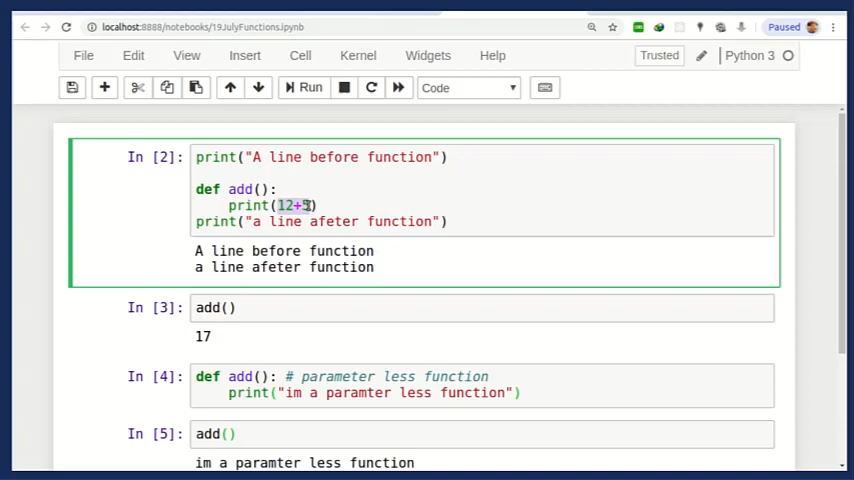 localhost:8888/notebooks/19JulyFunctions.ipynb
Paused
File Edit View Insert Cell Kernel Widgets Help
Trusted
Python 3
Run
Code
In [2]:
print("A line before function")
def add():
print(12+5)
print("a line afeter function")
A line before function
a line afeter function
In [3]: add()
17
In [4]: def add(): # parameter less function
print("im a paramter less function")
In [5]: add()
im a paramter less function